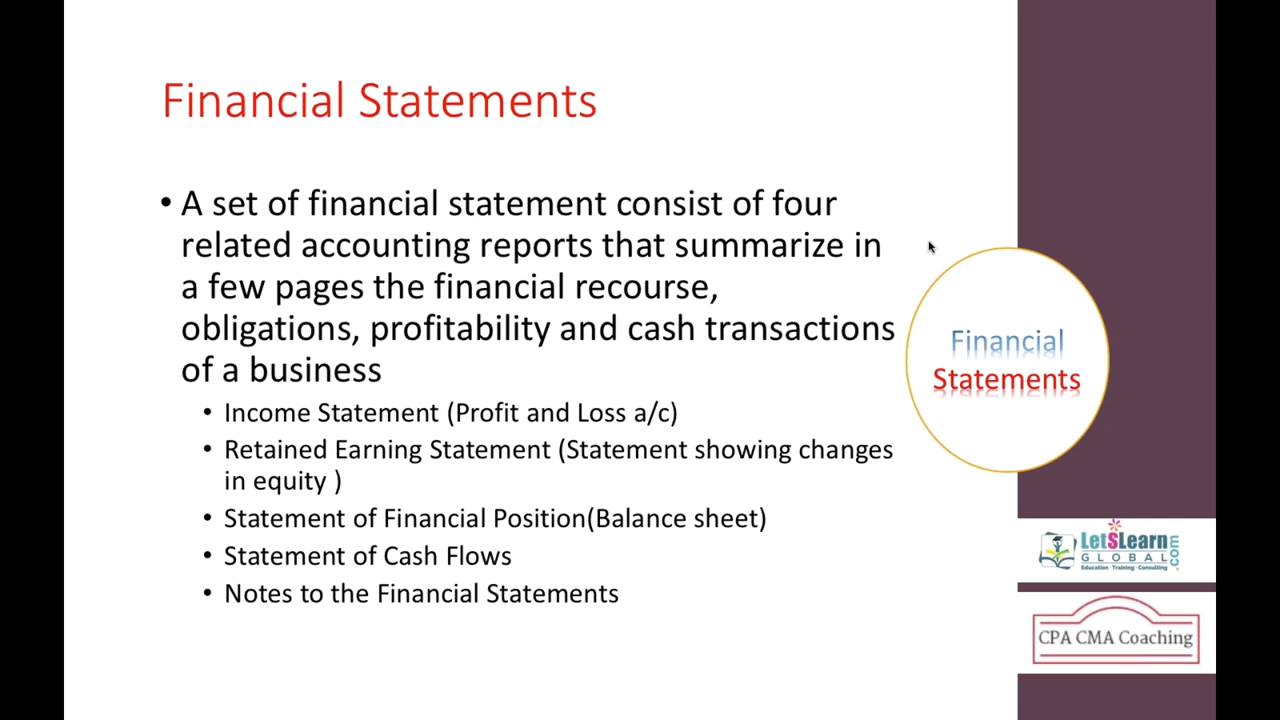 Financial Statements
• A set of financial statement consist of four
related accounting reports that summarize in
a few pages the financial recourse,
obligations, profitability and cash transactions
of a business
• Income Statement (Profit and Loss a/c)
• Retained Earning Statement (Statement showing changes
in equity )
• Statement of Financial Position(Balance sheet)
• Statement of Cash Flows
• Notes to the Financial Statements
Financial
Statements
LetSLearn
GLOBAL.com
Education · Training · Consulting
CPA CMA Coaching